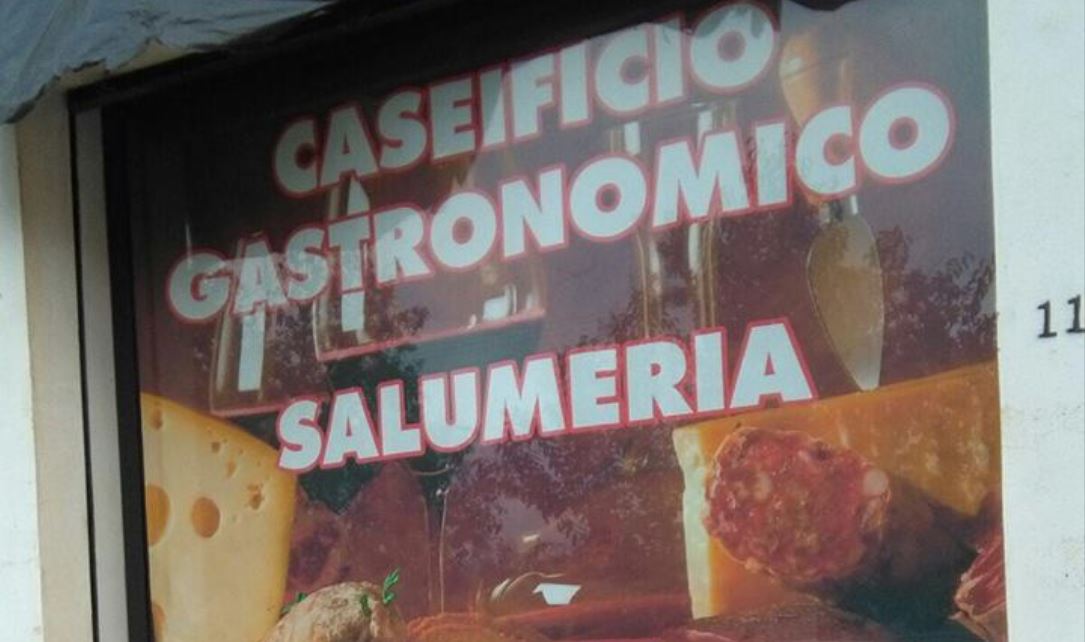 CASEIFICIO
GASTRONOMICO
SALUMERIA
11